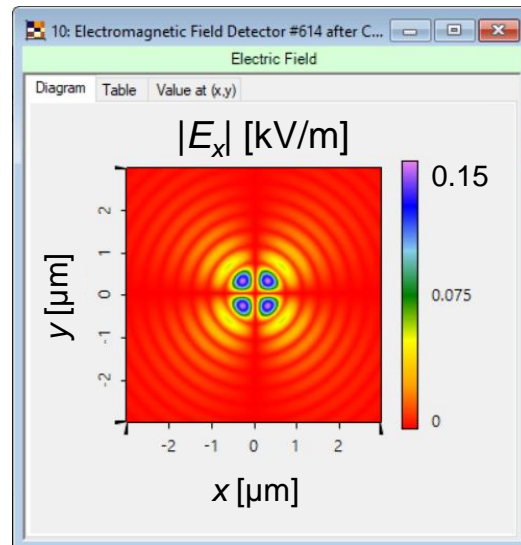 10: Electromagnetic Field Detector #614 after C...
Electric Field
Diagram Table Value at (x,y)
|Eₓ| [kV/m]
0.15
0.075
0
y [µm]
2
1
0
-1
-2
-2 -1 0 1 2
x [µm]